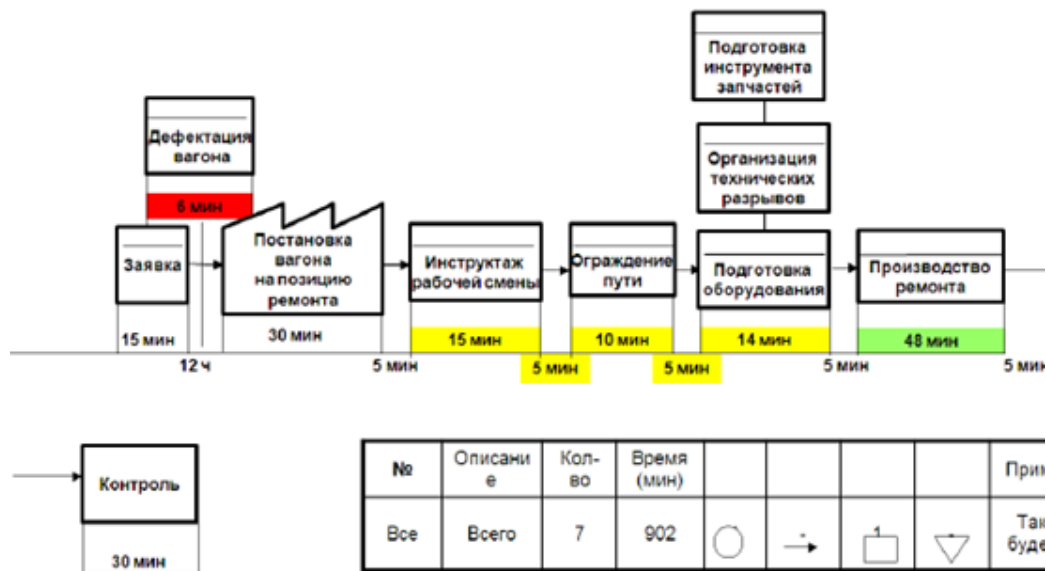 Подготовка
инструмента
запчастей
Дефектация
вагона
Организация
технических
разрывов
6 мин
Заявка
Постановка
вагона
на позицию
ремонта
Инструктаж
рабочей смены
Ограждение
пути
Подготовка
оборудования
Производство
ремонта
15 мин
30 мин
15 мин
10 мин
14 мин
48 мин
12 ч
5 мин
5 мин
5 мин
5 мин
5 мин
Контроль
30 мин
№
Описани
е
Кол-
во
Время
(мин)
Прим
Все
Всего
7
902
1
Так
буде